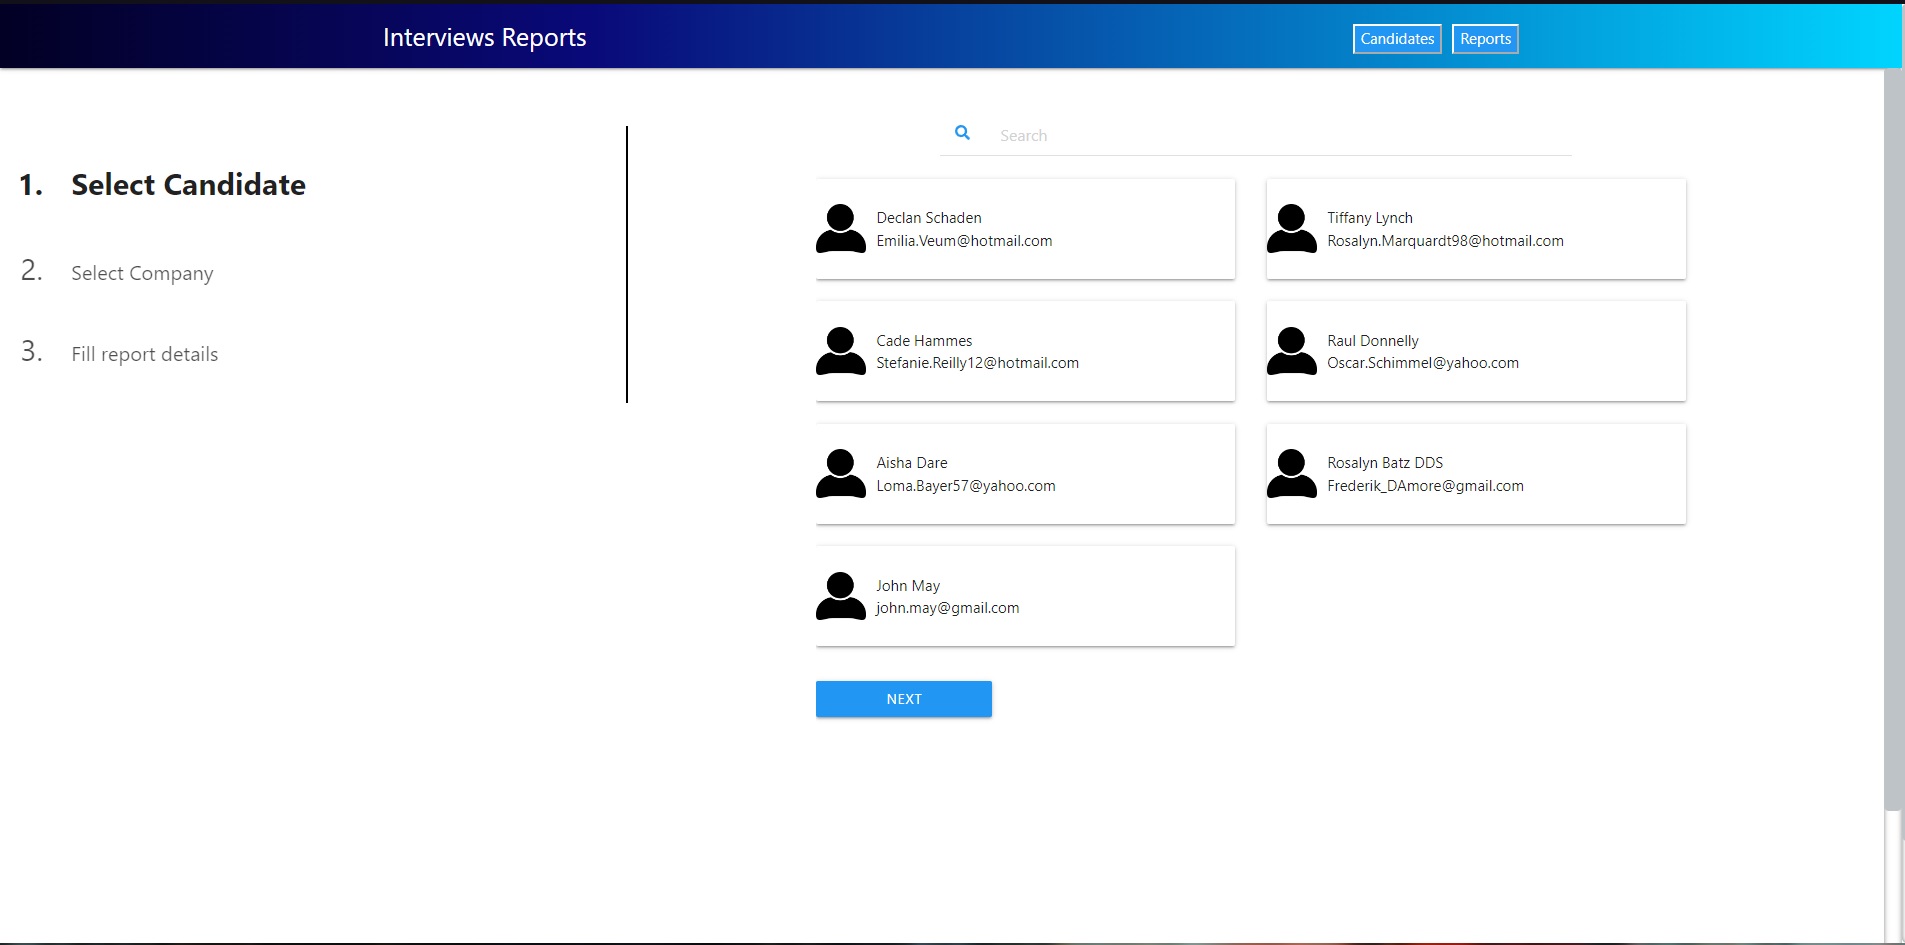 Interviews Reports
Candidates
Reports
1. Select Candidate
2. Select Company
3. Fill report details
Search
Declan Schaden
Emilia.Veum@hotmail.com
Tiffany Lynch
Rosalyn.Marquardt98@hotmail.com
Cade Hammes
Stefanie.Reilly12@hotmail.com
Raul Donnelly
Oscar.Schimmel@yahoo.com
Aisha Dare
Loma.Bayer57@yahoo.com
Rosalyn Batz DDS
Frederik_DAmore@gmail.com
John May
john.may@gmail.com
NEXT